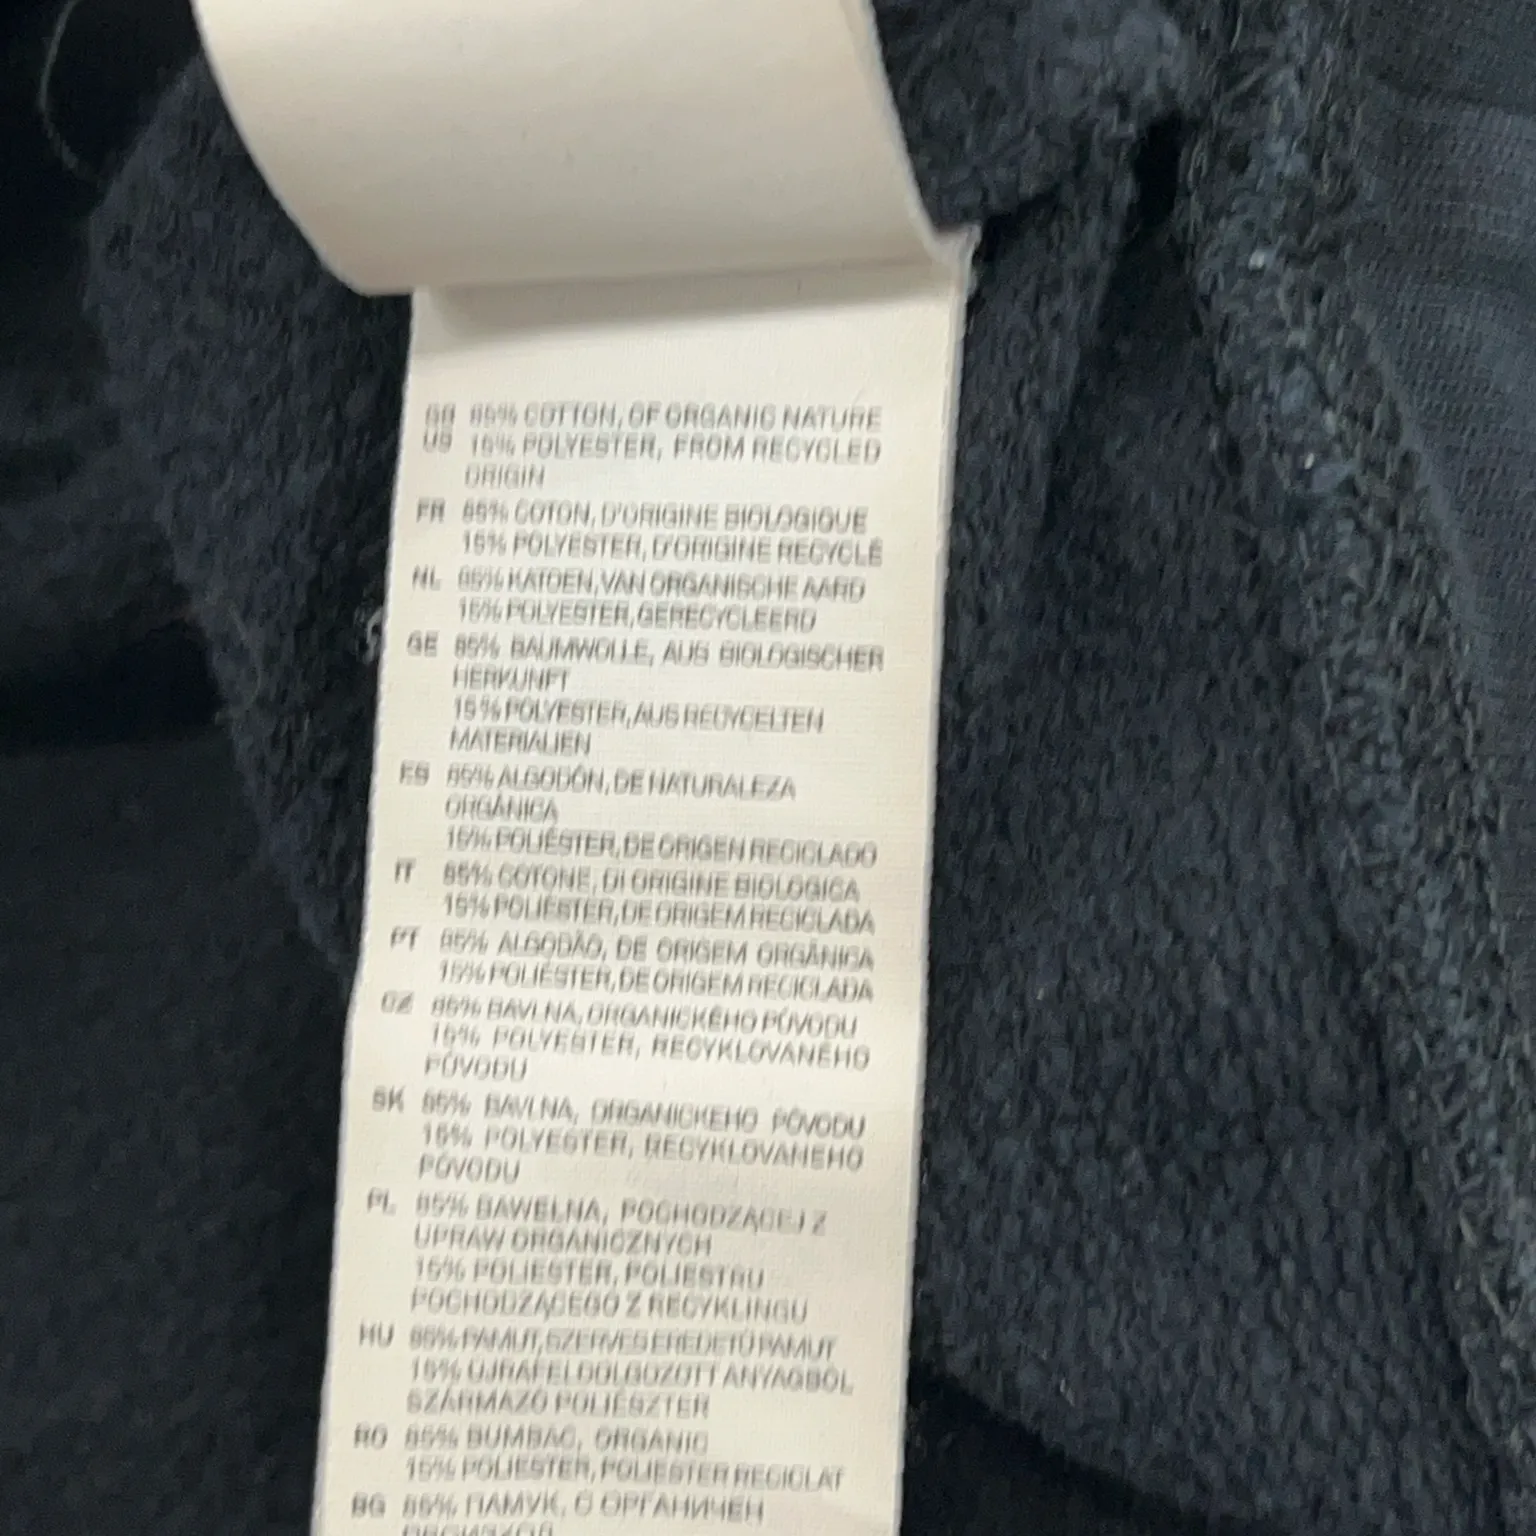 GB 85% COTTON, OF ORGANIC NATURE
US 15% POLYESTER, FROM RECYCLED
ORIGIN
FR 85% COTON, D'ORIGINE BIOLOGIQUE
15% POLYESTER, D'ORIGINE RECYCLÉ
NL 85% KATOEN, VAN ORGANISCHE AARD
15% POLYESTER, GERECYCLEERD
GE 85% BAUMWOLLE, AUS BIOLOGISCHER
HERKUNFT
15% POLYESTER, AUS RECYCELTEN
MATERIALIEN
ES 85% ALGODÓN, DE NATURALEZA
ORGÁNICA
15% POLIÉSTER, DE ORIGEN RECICLADO
IT 85% COTONE, DI ORIGINE BIOLOGICA
15% POLIÉSTER, DE ORIGEM RECICLADA
PT 85% ALGODÃO, DE ORIGEM ORGÂNICA
15% POLIÉSTER, DE ORIGEM RECICLADA
CZ 85% BAVLNA, ORGANICKÉHO PŮVODU
15% POLYESTER, RECYKLOVANÉHO
PŮVODU
SK 85% BAVLNA, ORGANICKEHO PÔVODU
15% POLYESTER, RECYKLOVANEHO
PÔVODU
PL 85% BAWEŁNA, POCHODZĄCEJ Z
UPRAW ORGANICZNYCH
15% POLIESTER, POLIESTRU
POCHODZĄCEGO Z RECYKLINGU
HU 85% PAMUT, SZERVES EREDETŰ PAMUT
15% ÚJRAFELDOLGOZOTT ANYAGBÓL
SZÁRMAZÓ POLIÉSZTER
RO 85% BUMBAC, ORGANIC
15% POLIESTER, POLIESTER RECICLAT
BG 85% ПАМУК, С ОРГАНИЧЕН